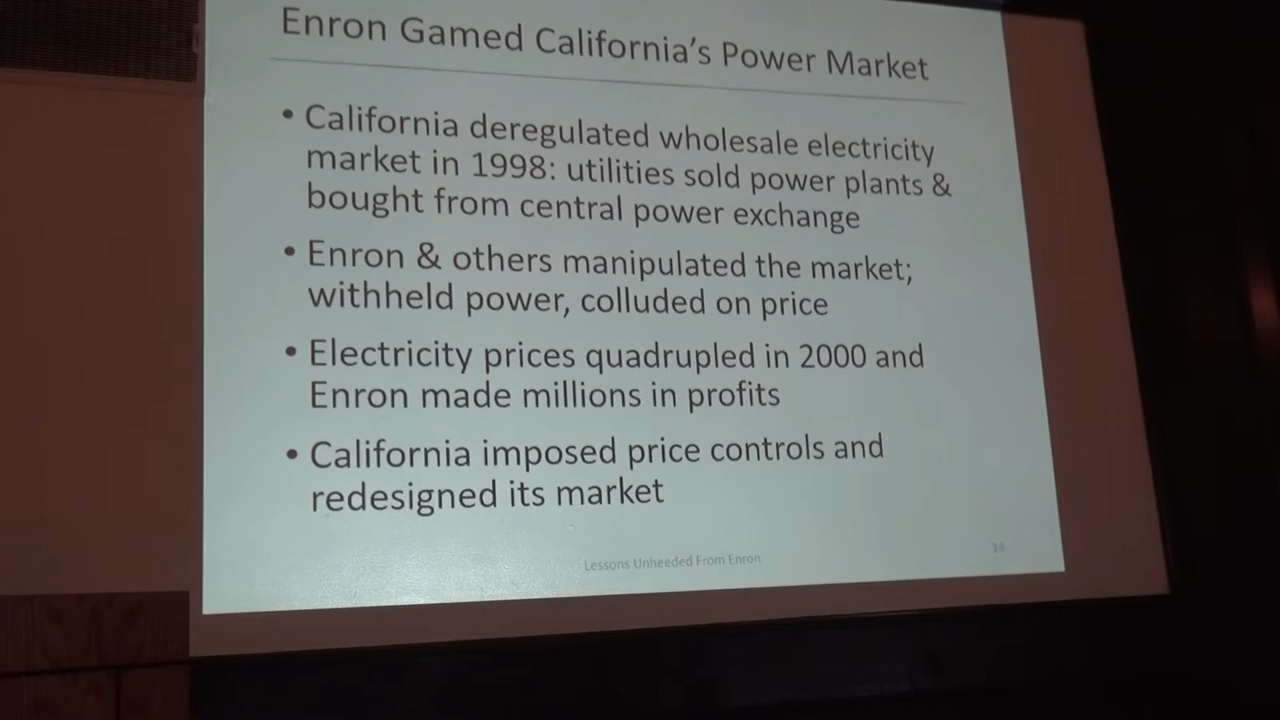 Enron Gamed California's Power Market
• California deregulated wholesale electricity
market in 1998: utilities sold power plants &
bought from central power exchange
• Enron & others manipulated the market;
withheld power, colluded on price
• Electricity prices quadrupled in 2000 and
Enron made millions in profits
• California imposed price controls and
redesigned its market
Lessons Unheeded From Enron
14